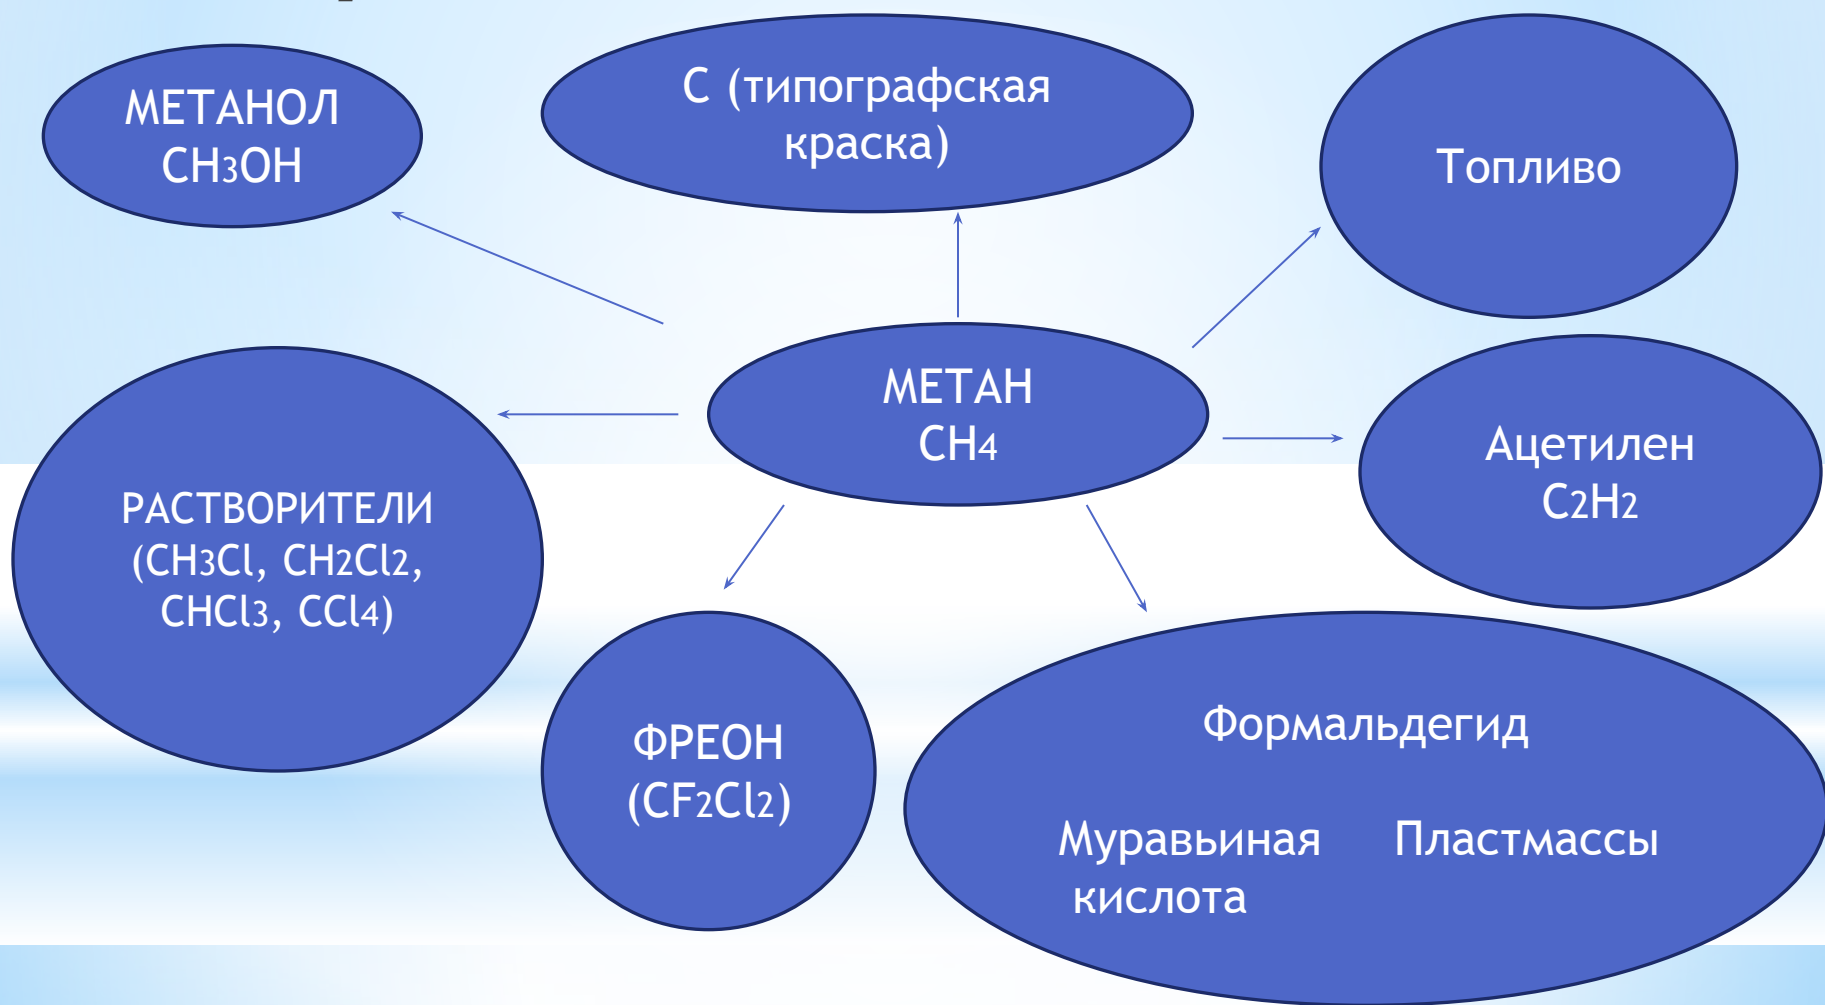 МЕТАНОЛ
CH3OH
С (типографская
краска)
Топливо
МЕТАН
CH4
Ацетилен
C2H2
РАСТВОРИТЕЛИ
(CH3Cl, CH2Cl2,
CHCl3, CCl4)
ФРЕОН
(CF2Cl2)
Формальдегид
Муравьиная Пластмассы
кислота